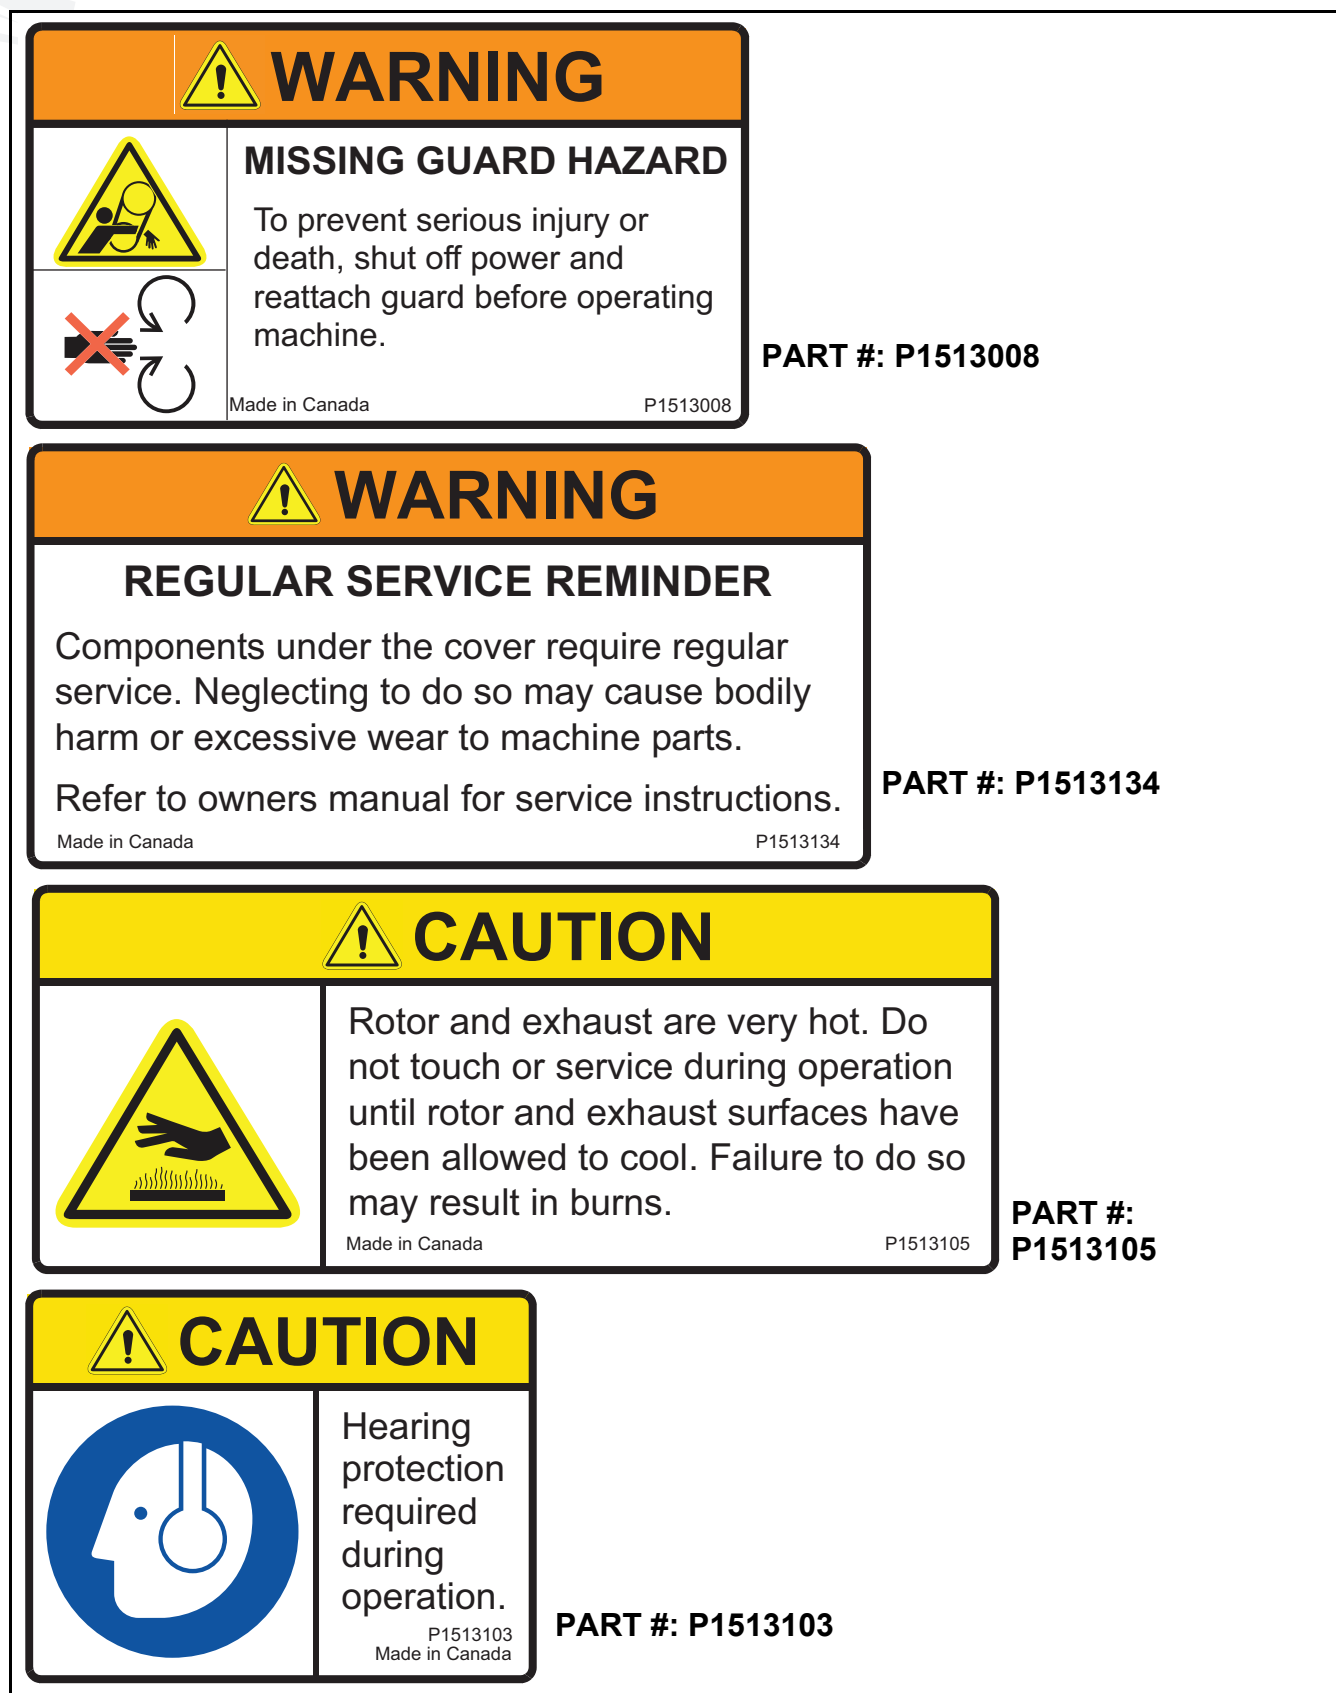 WARNING
MISSING GUARD HAZARD
To prevent serious injury or
death, shut off power and
reattach guard before operating
machine.
Made in Canada P1513008
PART #: P1513008
WARNING
REGULAR SERVICE REMINDER
Components under the cover require regular
service. Neglecting to do so may cause bodily
harm or excessive wear to machine parts.
Refer to owners manual for service instructions.
Made in Canada P1513134
PART #: P1513134
CAUTION
Rotor and exhaust are very hot. Do
not touch or service during operation
until rotor and exhaust surfaces have
been allowed to cool. Failure to do so
may result in burns.
Made in Canada P1513105
PART #:
P1513105
CAUTION
Hearing
protection
required
during
operation.
P1513103
Made in Canada
PART #: P1513103